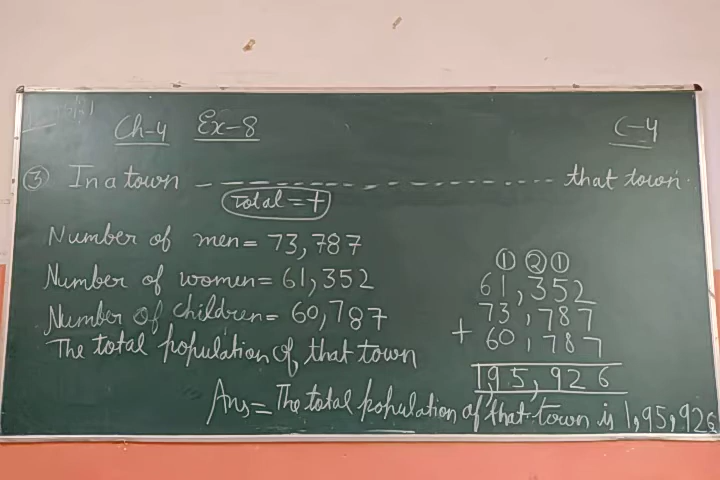 Ch-4 Ex-8 C-4
③ In a town - - - - - - - - - - - - - - - - - - that town.
Total = +
Number of men = 73,787
Number of women = 61,352
Number of children = 60,787
The total population of that town
① ② ①
61,352
73,787
+ 60,787
195,926
Ans = The total population of that town is 1,95,926